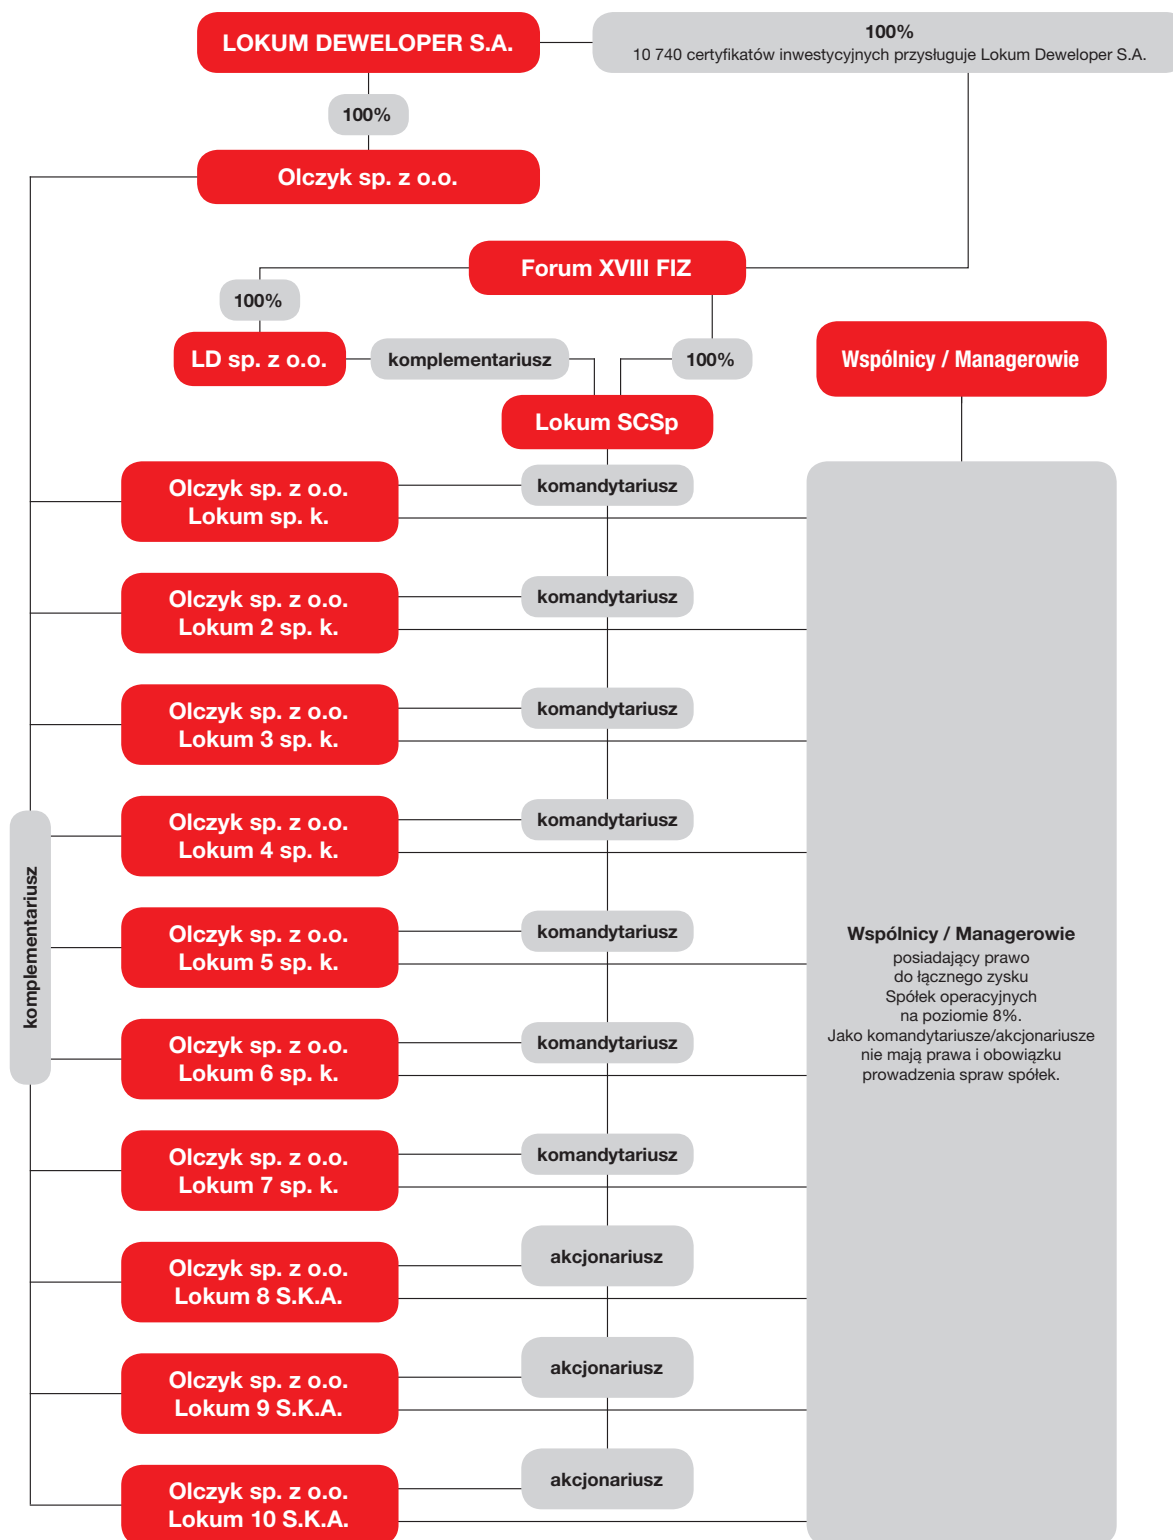 LOKUM DEWELOPER S.A.
100%
10 740 certyfikatów inwestycyjnych przysługuje Lokum Deweloper S.A.
100%
Olczyk sp. z o.o.
Forum XVIII FIZ
100%
LD sp. z o.o.
komplementariusz
100%
Wspólnicy / Managerowie
Lokum SCSp
Olczyk sp. z o.o.
Lokum sp. k.
komandytariusz
Olczyk sp. z o.o.
Lokum 2 sp. k.
komandytariusz
Olczyk sp. z o.o.
Lokum 3 sp. k.
komandytariusz
Olczyk sp. z o.o.
Lokum 4 sp. k.
komandytariusz
komplementariusz
Olczyk sp. z o.o.
Lokum 5 sp. k.
komandytariusz
Wspólnicy / Managerowie
posiadający prawo
do łącznego zysku
Spółek operacyjnych
na poziomie 8%.
Jako komandytariusze/akcjonariusze
nie mają prawa i obowiązku
prowadzenia spraw spółek.
Olczyk sp. z o.o.
Lokum 6 sp. k.
komandytariusz
Olczyk sp. z o.o.
Lokum 7 sp. k.
komandytariusz
Olczyk sp. z o.o.
Lokum 8 S.K.A.
akcjonariusz
Olczyk sp. z o.o.
Lokum 9 S.K.A.
akcjonariusz
Olczyk sp. z o.o.
Lokum 10 S.K.A.
akcjonariusz